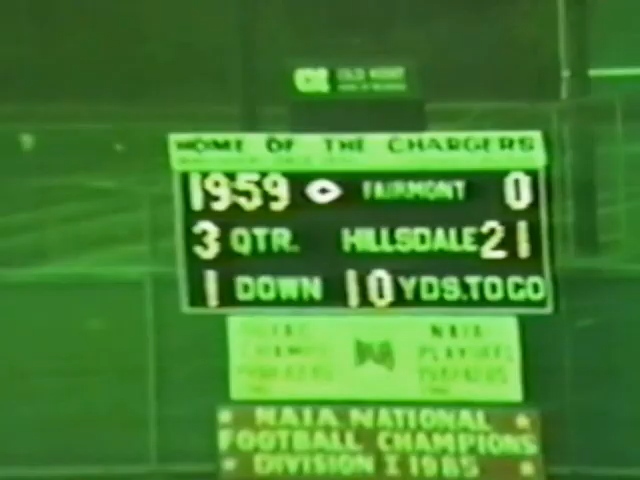 HOME OF THE CHARGERS
1959 FAIRMONT 0
3 QTR. HILLSDALE 21
1 DOWN 10 YDS.TO GO
NAIA
PLAYOFFS
NAIA NATIONAL
FOOTBALL CHAMPIONS
DIVISION I 1985